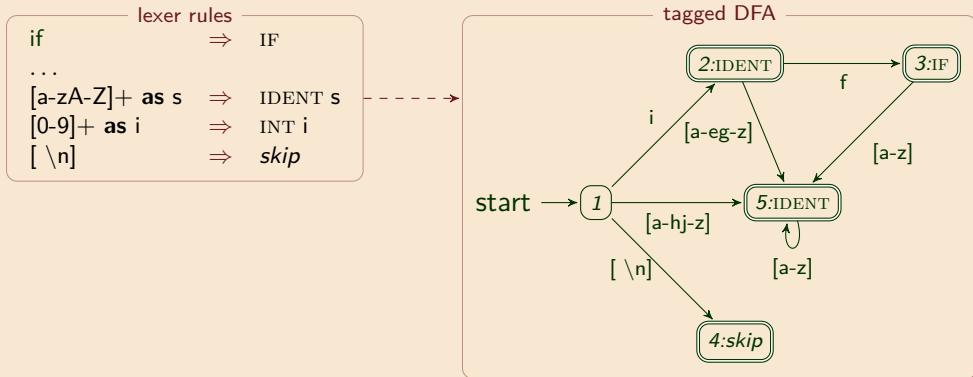 lexer rules
if ⇒ IF
...
[a-zA-Z]+ as s ⇒ IDENT s
[0-9]+ as i ⇒ INT i
[ \n] ⇒ skip
tagged DFA
2:IDENT
3:IF
f
i
[a-eg-z]
[a-z]
start
1
5:IDENT
[a-hj-z]
[ \n]
[a-z]
4:skip